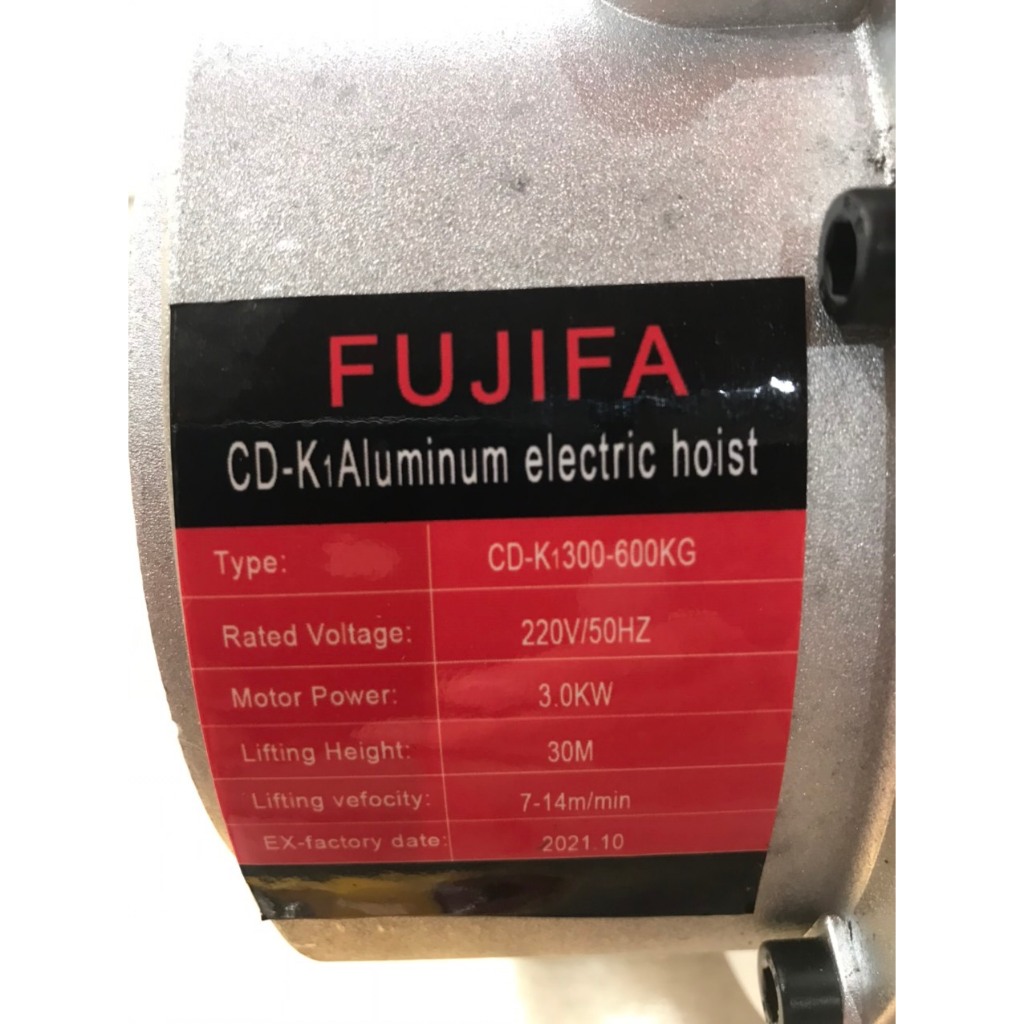 FUJIFA
CD-K1Aluminum electric hoist
Type: CD-K1300-600KG
Rated Voltage: 220V/50HZ
Motor Power: 3.0KW
Lifting Height: 30M
Lifting vefocity: 7-14m/min
EX-factory date: 2021.10